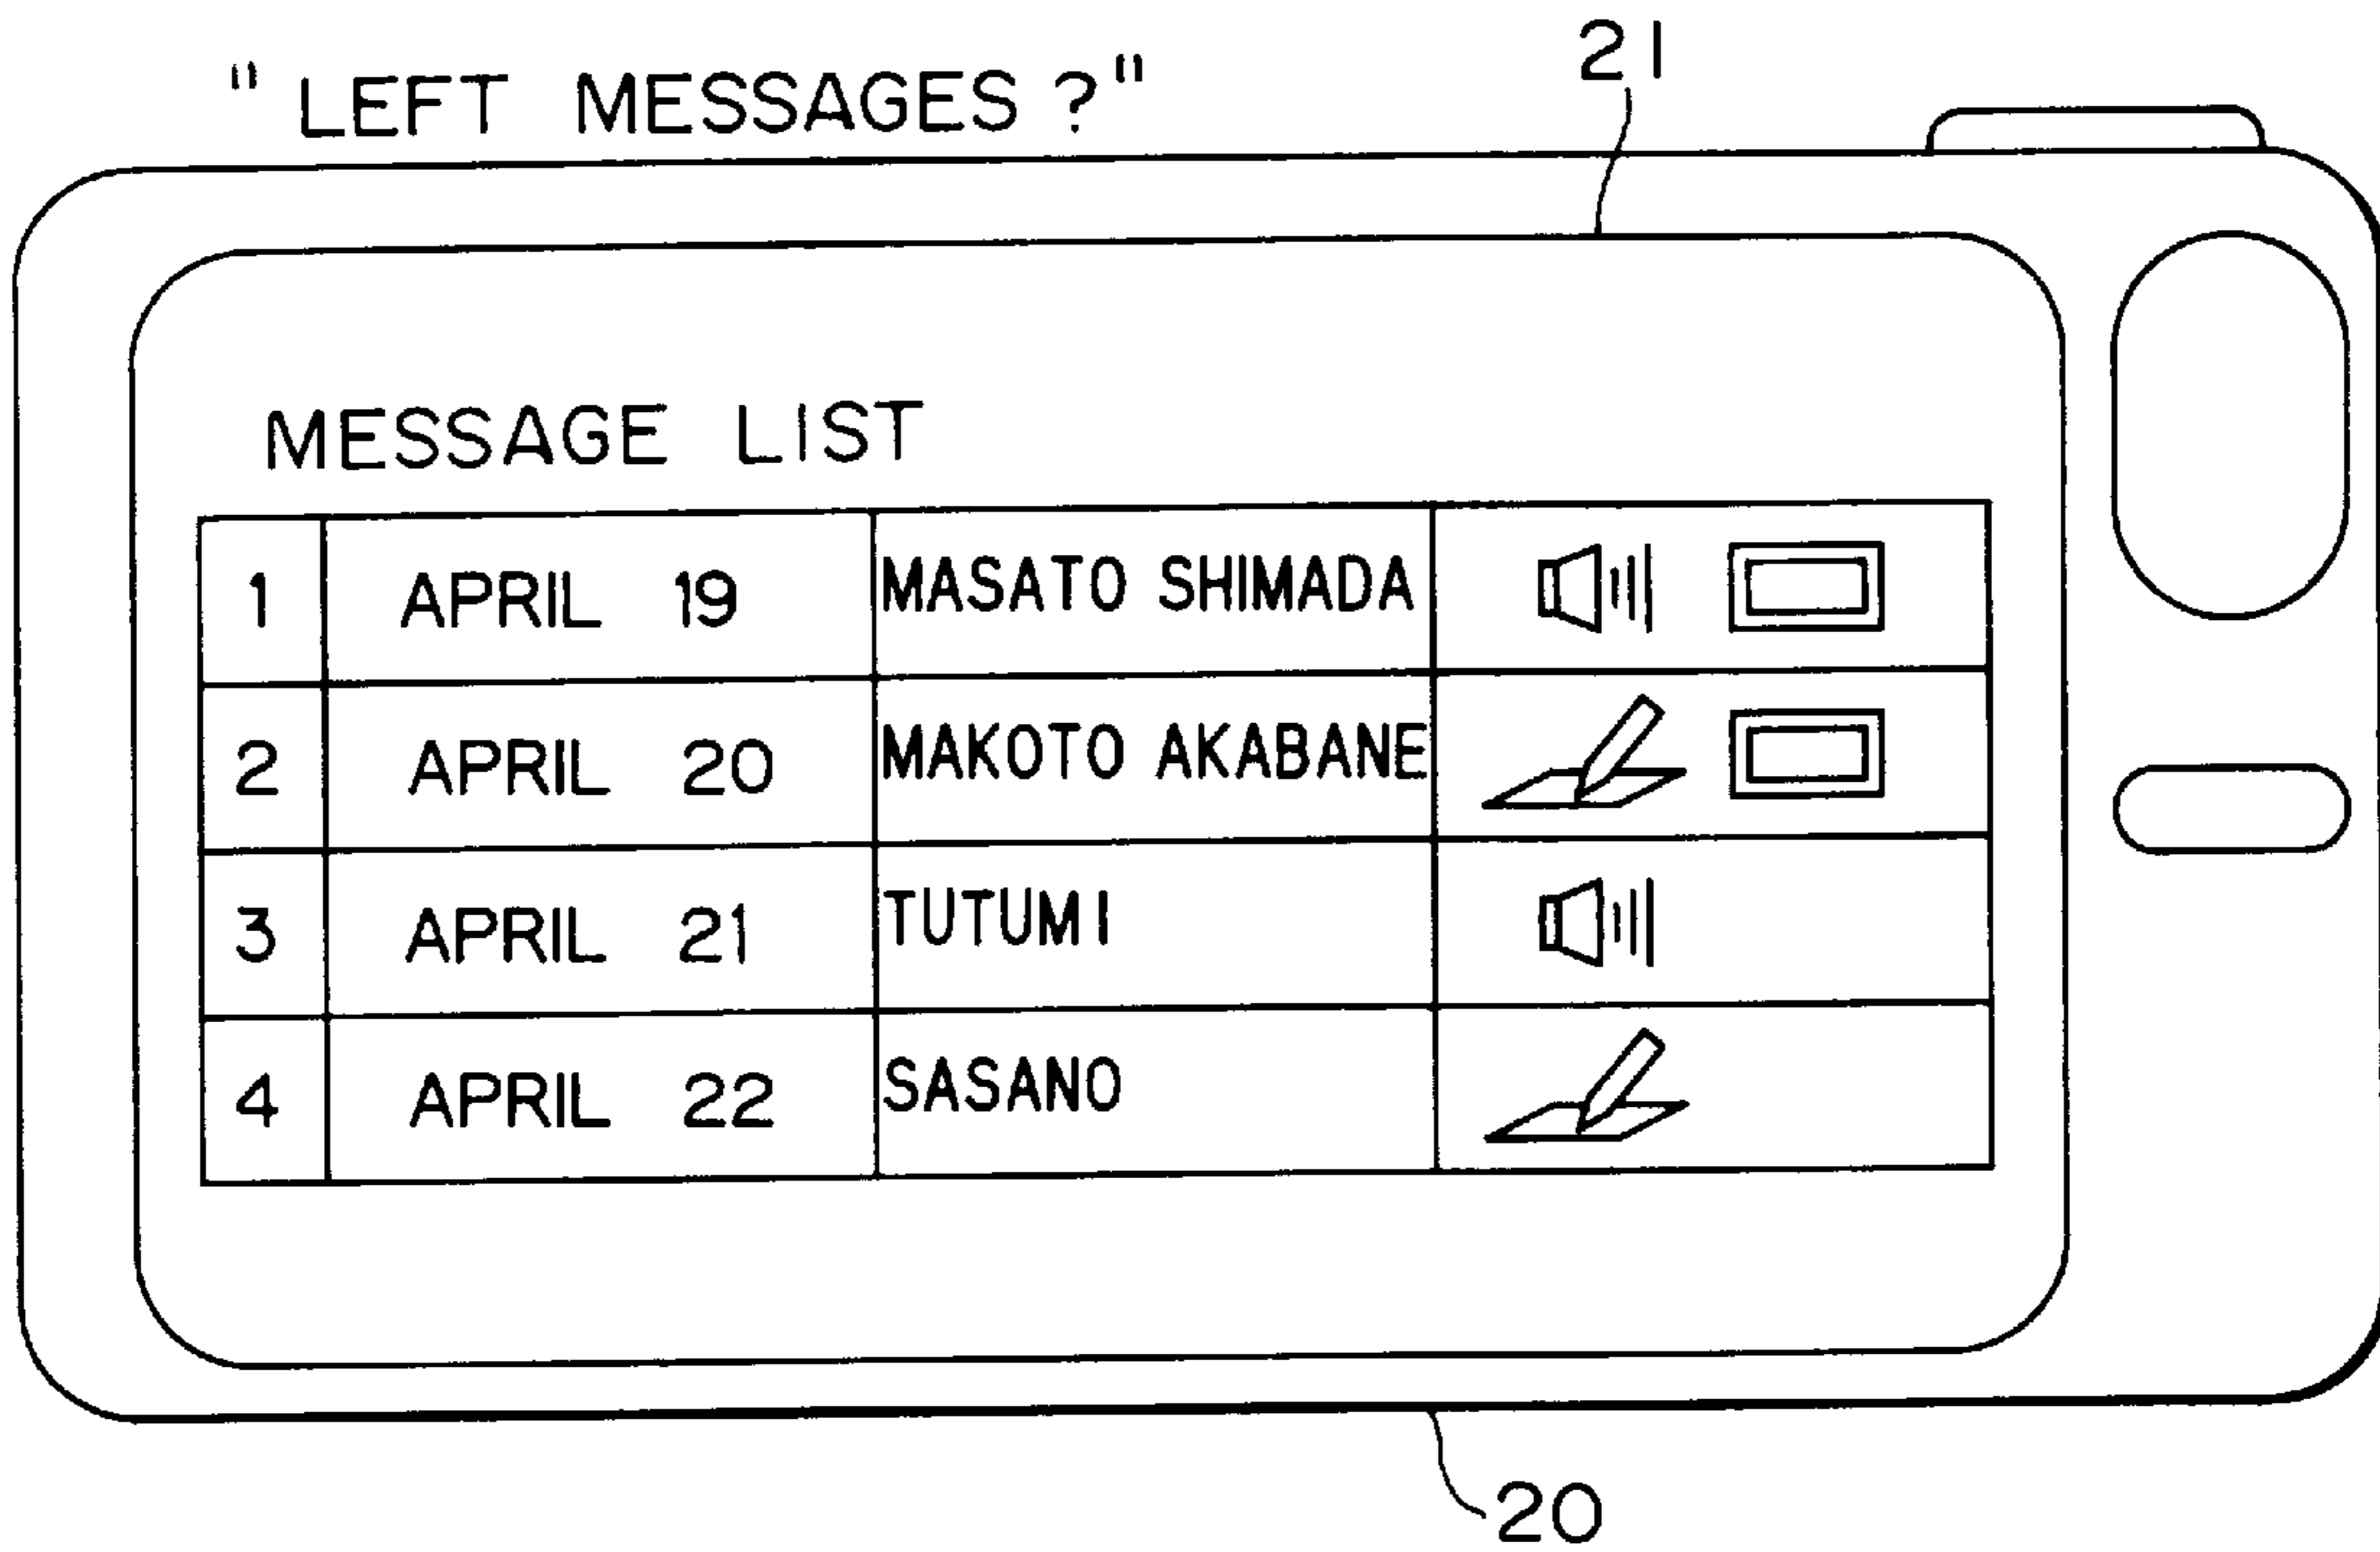 21
" LEFT MESSAGES ? "
MESSAGE LIST
1 APRIL 19 MASATO SHIMADA
2 APRIL 20 MAKOTO AKABANE
3 APRIL 21 TUTUMI
4 APRIL 22 SASANO
20